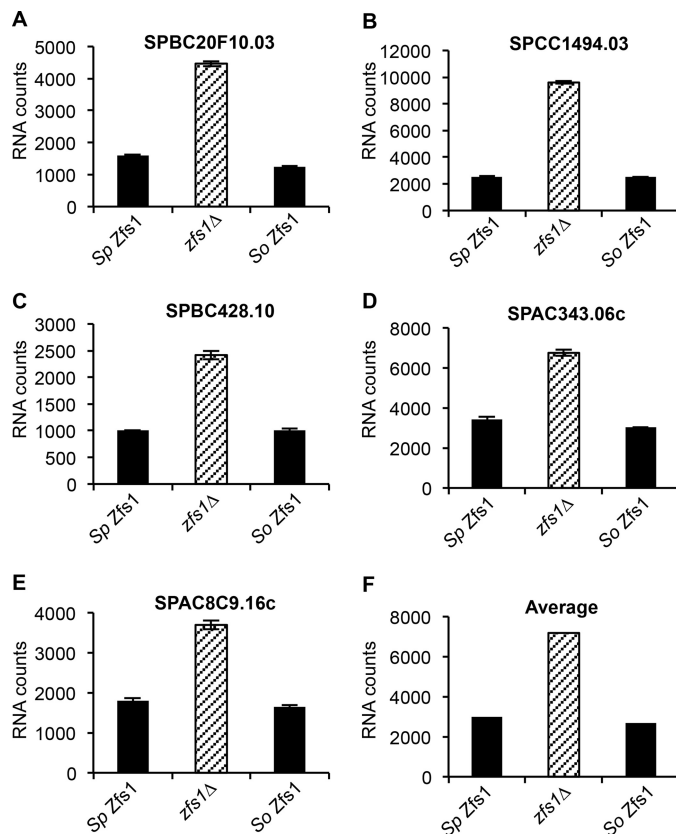 A
SPBC20F10.03
RNA counts
5000
4000
3000
2000
1000
0
Sp Zfs1
zfs1Δ
So Zfs1
B
SPCC1494.03
RNA counts
12000
10000
8000
6000
4000
2000
0
Sp Zfs1
zfs1Δ
So Zfs1
C
SPBC428.10
RNA counts
3000
2500
2000
1500
1000
500
0
Sp Zfs1
zfs1Δ
So Zfs1
D
SPAC343.06c
RNA counts
8000
6000
4000
2000
0
Sp Zfs1
zfs1Δ
So Zfs1
E
SPAC8C9.16c
RNA counts
4000
3000
2000
1000
0
Sp Zfs1
zfs1Δ
So Zfs1
F
Average
RNA counts
8000
6000
4000
2000
0
Sp Zfs1
zfs1Δ
So Zfs1